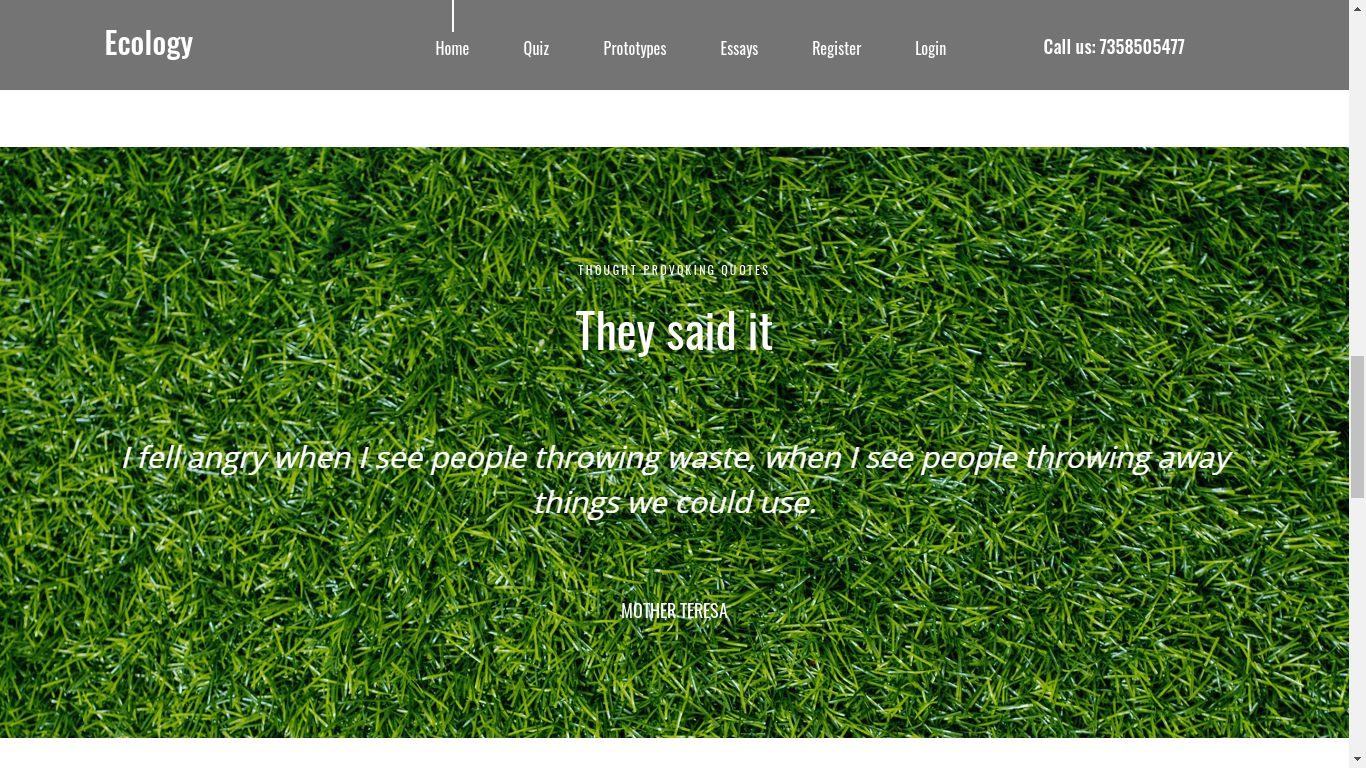 Ecology
Home Quiz Prototypes Essays Register Login
Call us: 7358505477
THOUGHT PROVOKING QUOTES
They said it
I fell angry when I see people throwing waste, when I see people throwing away
things we could use.
MOTHER TERESA